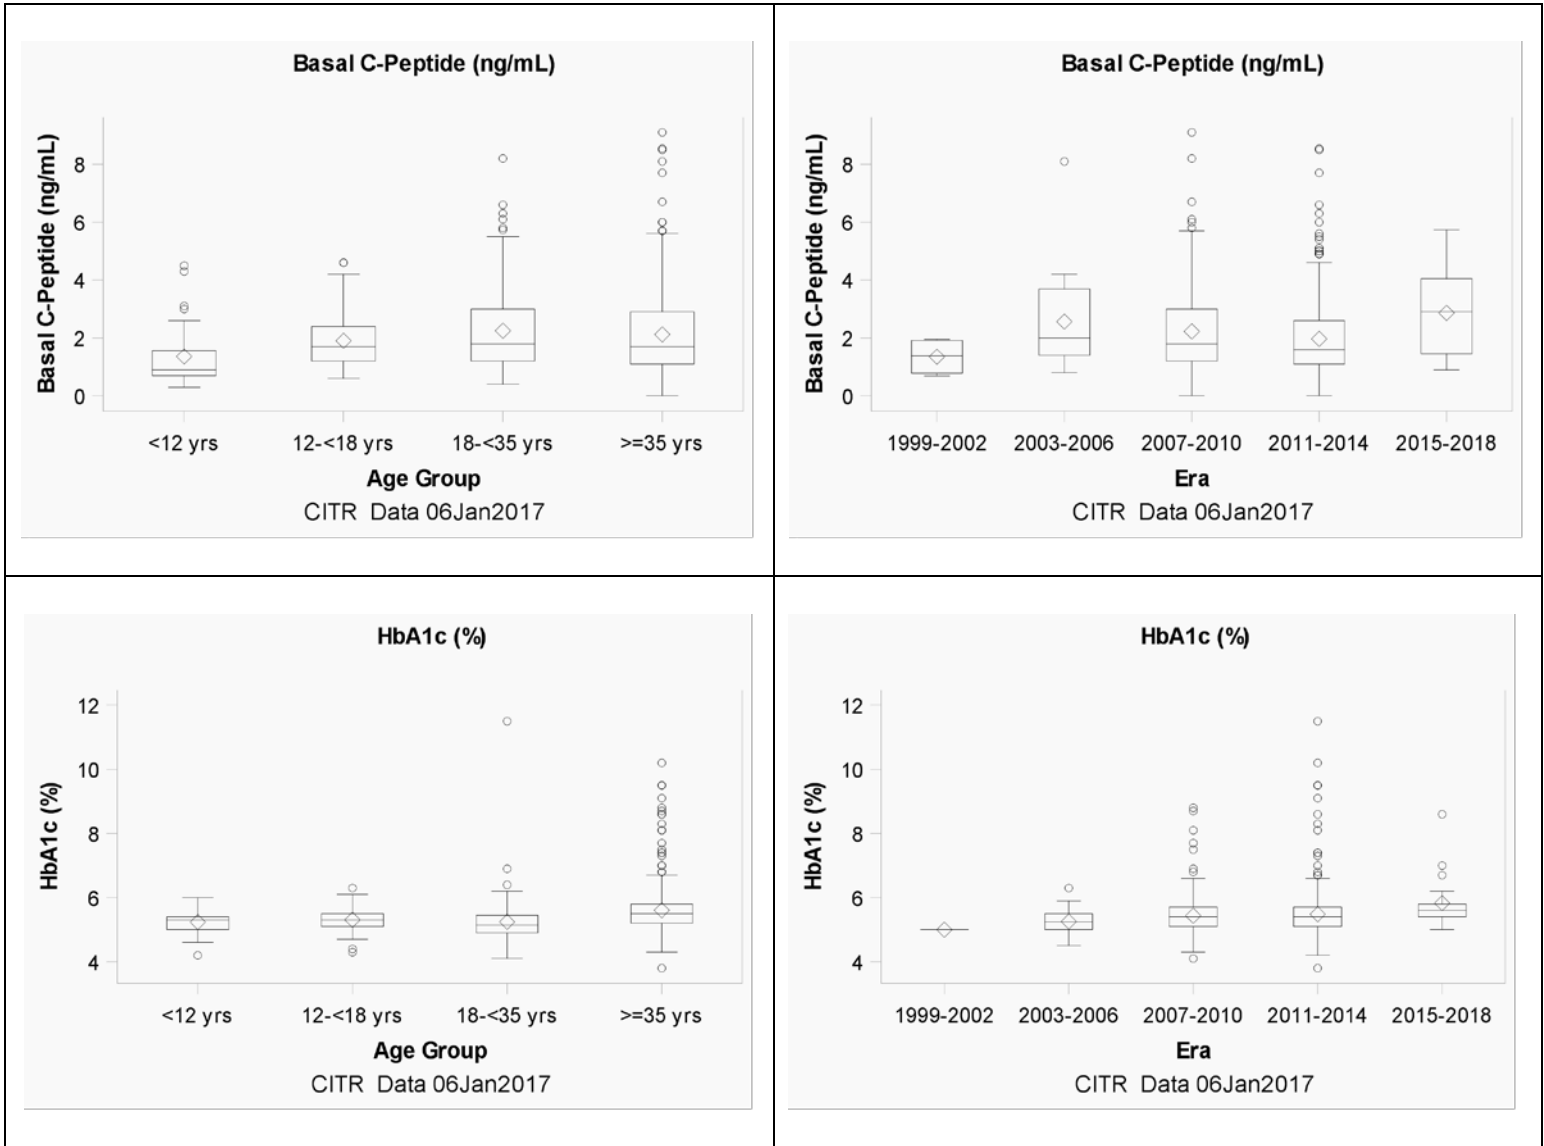 Basal C-Peptide (ng/mL)
Basal C-Peptide (ng/mL)
8
6
4
2
0
<12 yrs 12-<18 yrs 18-<35 yrs >=35 yrs
Age Group
CITR Data 06Jan2017
Basal C-Peptide (ng/mL)
Basal C-Peptide (ng/mL)
8
6
4
2
0
1999-2002 2003-2006 2007-2010 2011-2014 2015-2018
Era
CITR Data 06Jan2017
HbA1c (%)
HbA1c (%)
12
10
8
6
4
<12 yrs 12-<18 yrs 18-<35 yrs >=35 yrs
Age Group
CITR Data 06Jan2017
HbA1c (%)
HbA1c (%)
12
10
8
6
4
1999-2002 2003-2006 2007-2010 2011-2014 2015-2018
Era
CITR Data 06Jan2017